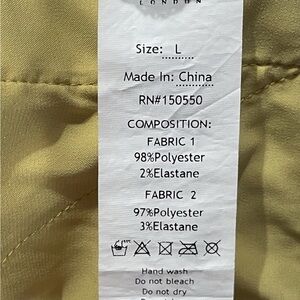 LONDON
Size: L
Made In: China
RN#150550
COMPOSITION:
FABRIC 1
98%Polyester
2%Elastane
FABRIC 2
97%Polyester
3%Elastane
Hand wash
Do not bleach
Do not dry